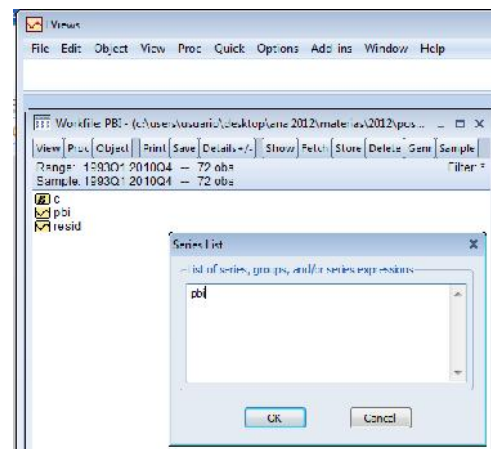 EViews
File Edit Object View Proc Quick Options Add-ins Window Help
Workfile: PBI - (c:\users\usuario\desktop\ana 2012\materias\2012\pos...
View Proc Object Print Save Details+/- Show Fetch Store Delete Genr Sample
Range: 1993Q1 2010Q4 -- 72 obs Filter: *
Sample: 1993Q1 2010Q4 -- 72 obs
c
pbi
resid
Series List
List of series, groups, and/or series expressions
pbi
OK Cancel